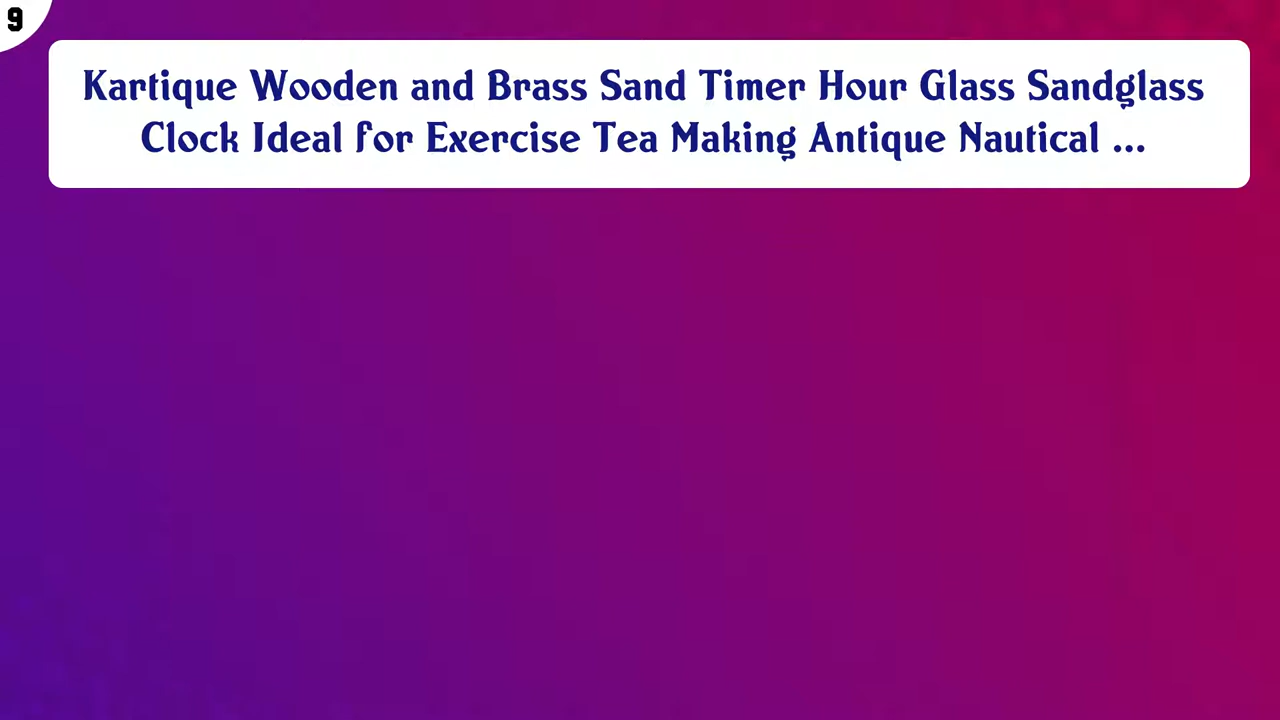 9
Kartique Wooden and Brass Sand Timer Hour Glass Sandglass
Clock Ideal for Exercise Tea Making Antique Nautical ...